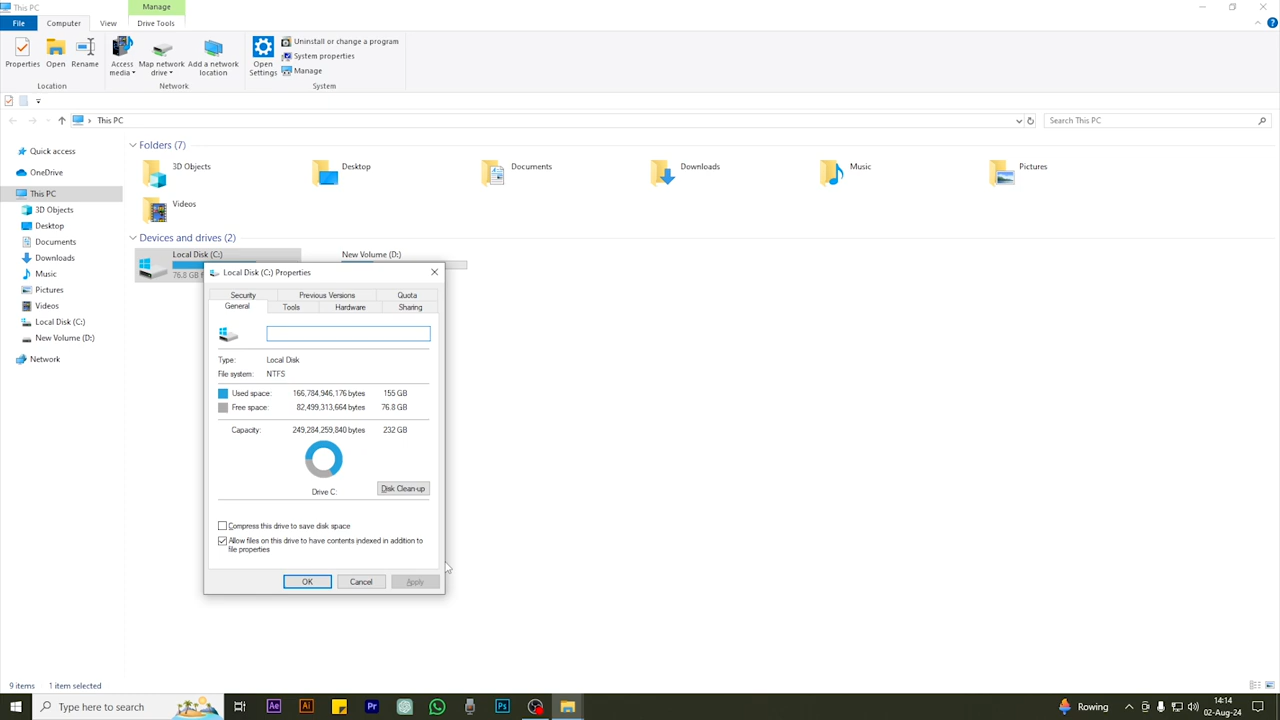 This PC
Manage
File
Computer
View
Drive Tools
Properties
Open
Rename
Access media
Map network drive
Add a network location
Open Settings
Uninstall or change a program
System properties
Manage
Location
Network
System
This PC
Search This PC
Quick access
OneDrive
This PC
3D Objects
Desktop
Documents
Downloads
Music
Pictures
Videos
Local Disk (C:)
New Volume (D:)
Network
Folders (7)
3D Objects
Desktop
Documents
Downloads
Music
Pictures
Videos
Devices and drives (2)
Local Disk (C:)
76.8 GB
New Volume (D:)
Local Disk (C:) Properties
Security
Previous Versions
Quota
General
Tools
Hardware
Sharing
Type: Local Disk
File system: NTFS
Used space: 166,784,946,176 bytes 155 GB
Free space: 82,499,313,664 bytes 76.8 GB
Capacity: 249,284,259,840 bytes 232 GB
Drive C:
Disk Clean-up
Compress this drive to save disk space
Allow files on this drive to have contents indexed in addition to
file properties
OK
Cancel
Apply
9 items
1 item selected
Type here to search
Ae
Ai
Pr
Ps
Rowing
14:14
02-Aug-24